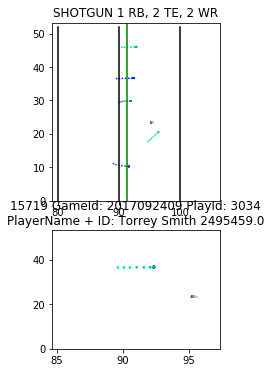 SHOTGUN 1 RB, 2 TE, 2 WR
50
40
30
20
10
0
80 90 100
15719 GameId: 2017092409 PlayId: 3034
PlayerName + ID: Torrey Smith 2495459.0
40
20
0
85 90 95